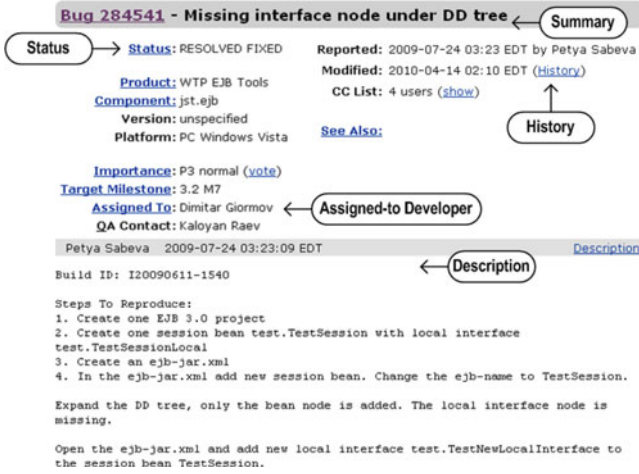 Bug 284541 - Missing interface node under DD tree
Summary
Status
Status: RESOLVED FIXED
Reported: 2009-07-24 03:23 EDT by Petya Sabeva
Modified: 2010-04-14 02:10 EDT (History)
Product: WTP EJB Tools
CC List: 4 users (show)
Component: jst.ejb
Version: unspecified
History
Platform: PC Windows Vista
See Also:
Importance: P3 normal (vote)
Target Milestone: 3.2 M7
Assigned To: Dimitar Giormov
Assigned-to Developer
QA Contact: Kaloyan Raev
Petya Sabeva 2009-07-24 03:23:09 EDT
Description
Description
Build ID: I20090611-1540
Steps To Reproduce:
1. Create one EJB 3.0 project
2. Create one session bean test.TestSession with local interface
test.TestSessionLocal
3. Create an ejb-jar.xml
4. In the ejb-jar.xml add new session bean. Change the ejb-name to TestSession.
Expand the DD tree, only the bean node is added. The local interface node is
missing.
Open the ejb-jar.xml and add new local interface test.TestNewLocalInterface to
the session bean TestSession.